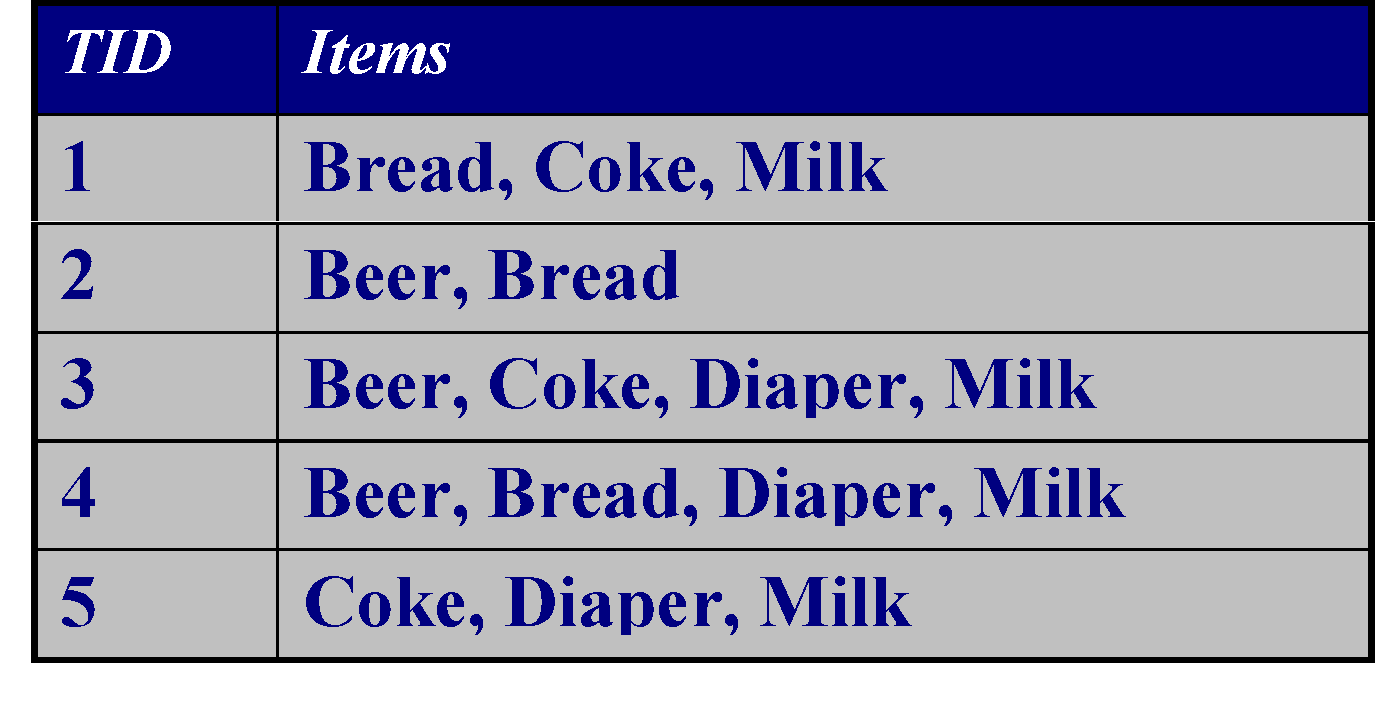 TID Items
1 Bread, Coke, Milk
2 Beer, Bread
3 Beer, Coke, Diaper, Milk
4 Beer, Bread, Diaper, Milk
5 Coke, Diaper, Milk